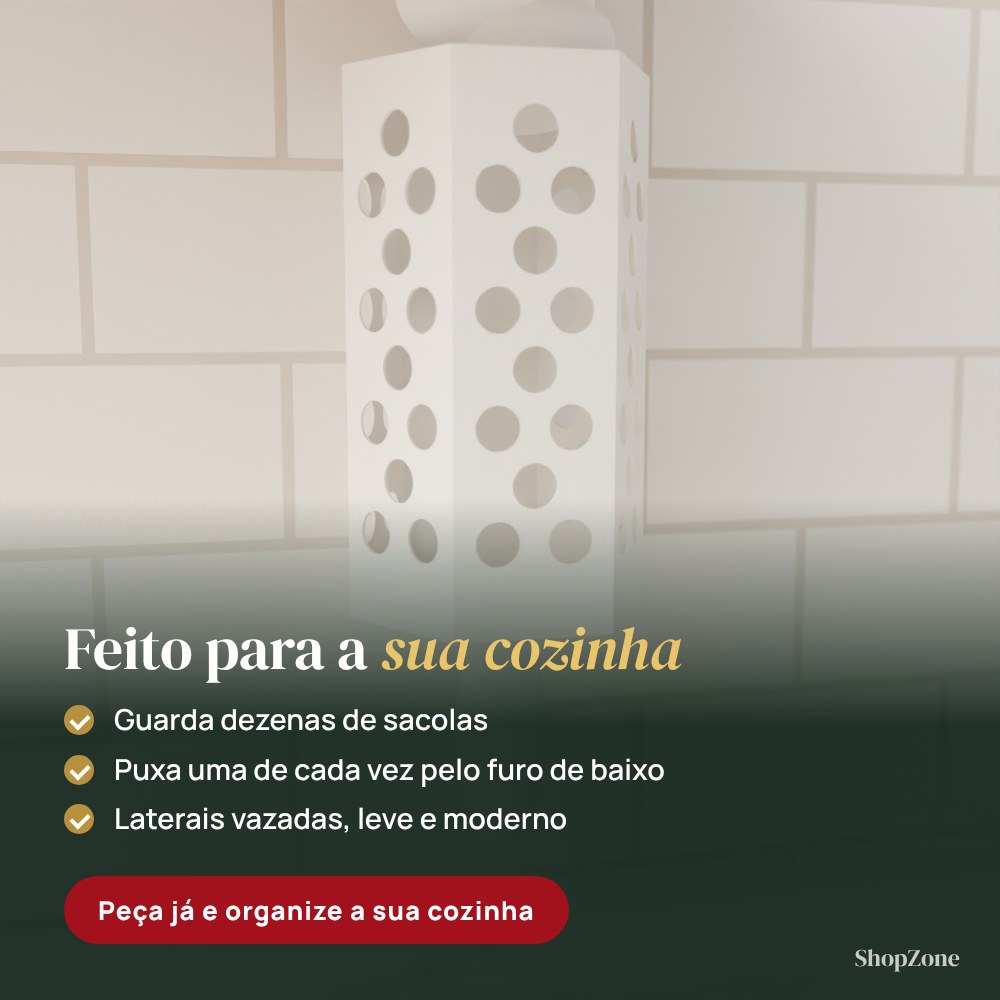 Feito para a sua cozinha
Guarda dezenas de sacolas
Puxa uma de cada vez pelo furo de baixo
Laterais vazadas, leve e moderno
Peça já e organize a sua cozinha
ShopZone